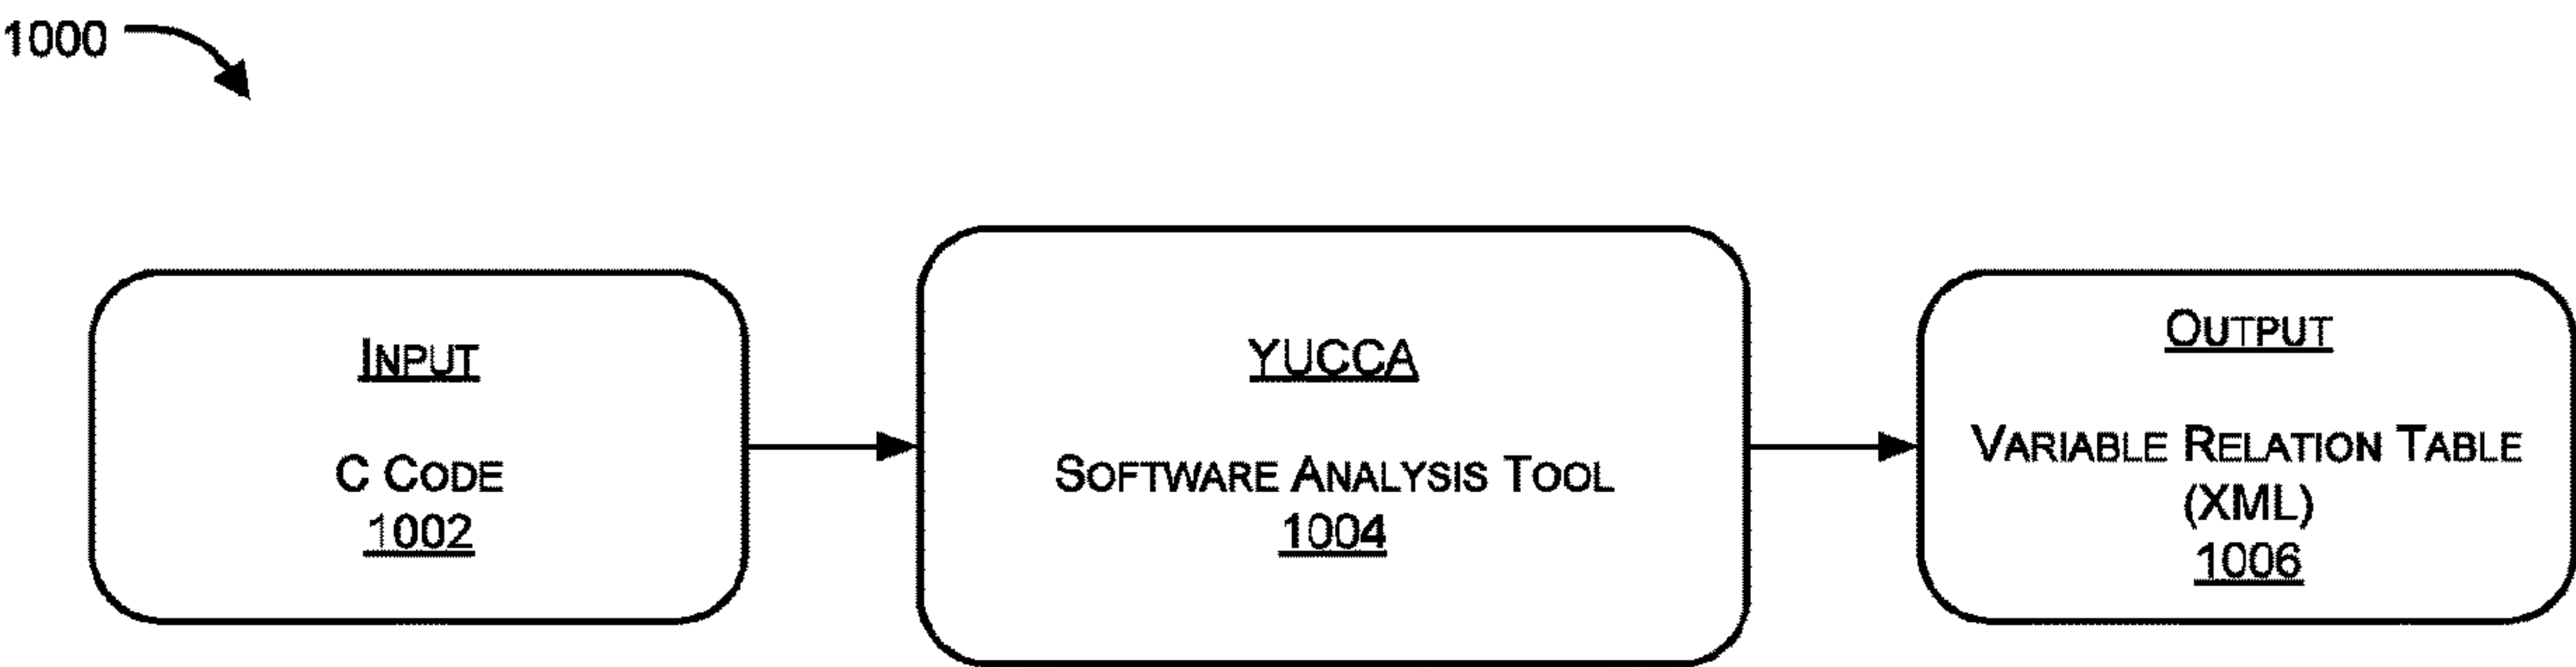 1000
INPUT
C CODE
1002
YUCCA
SOFTWARE ANALYSIS TOOL
1004
OUTPUT
VARIABLE RELATION TABLE
(XML)
1006